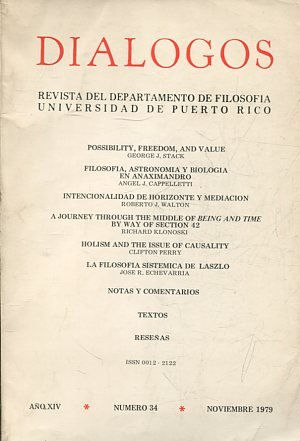 DIALOGOS
REVISTA DEL DEPARTAMENTO DE FILOSOFIA
UNIVERSIDAD DE PUERTO RICO
POSSIBILITY, FREEDOM, AND VALUE
GEORGE J. STACK
FILOSOFIA, ASTRONOMIA Y BIOLOGIA
EN ANAXIMANDRO
ANGEL J. CAPPELLETTI
INTENCIONALIDAD DE HORIZONTE Y MEDIACION
ROBERTO J. WALTON
A JOURNEY THROUGH THE MIDDLE OF BEING AND TIME
BY WAY OF SECTION 42
RICHARD KLONOSKI
HOLISM AND THE ISSUE OF CAUSALITY
CLIFTON PERRY
LA FILOSOFIA SISTEMICA DE LASZLO
JOSE R. ECHEVARRIA
NOTAS Y COMENTARIOS
TEXTOS
RESEÑAS
ISSN 0012 - 2122
AÑO XIV * NUMERO 34 * NOVIEMBRE 1979